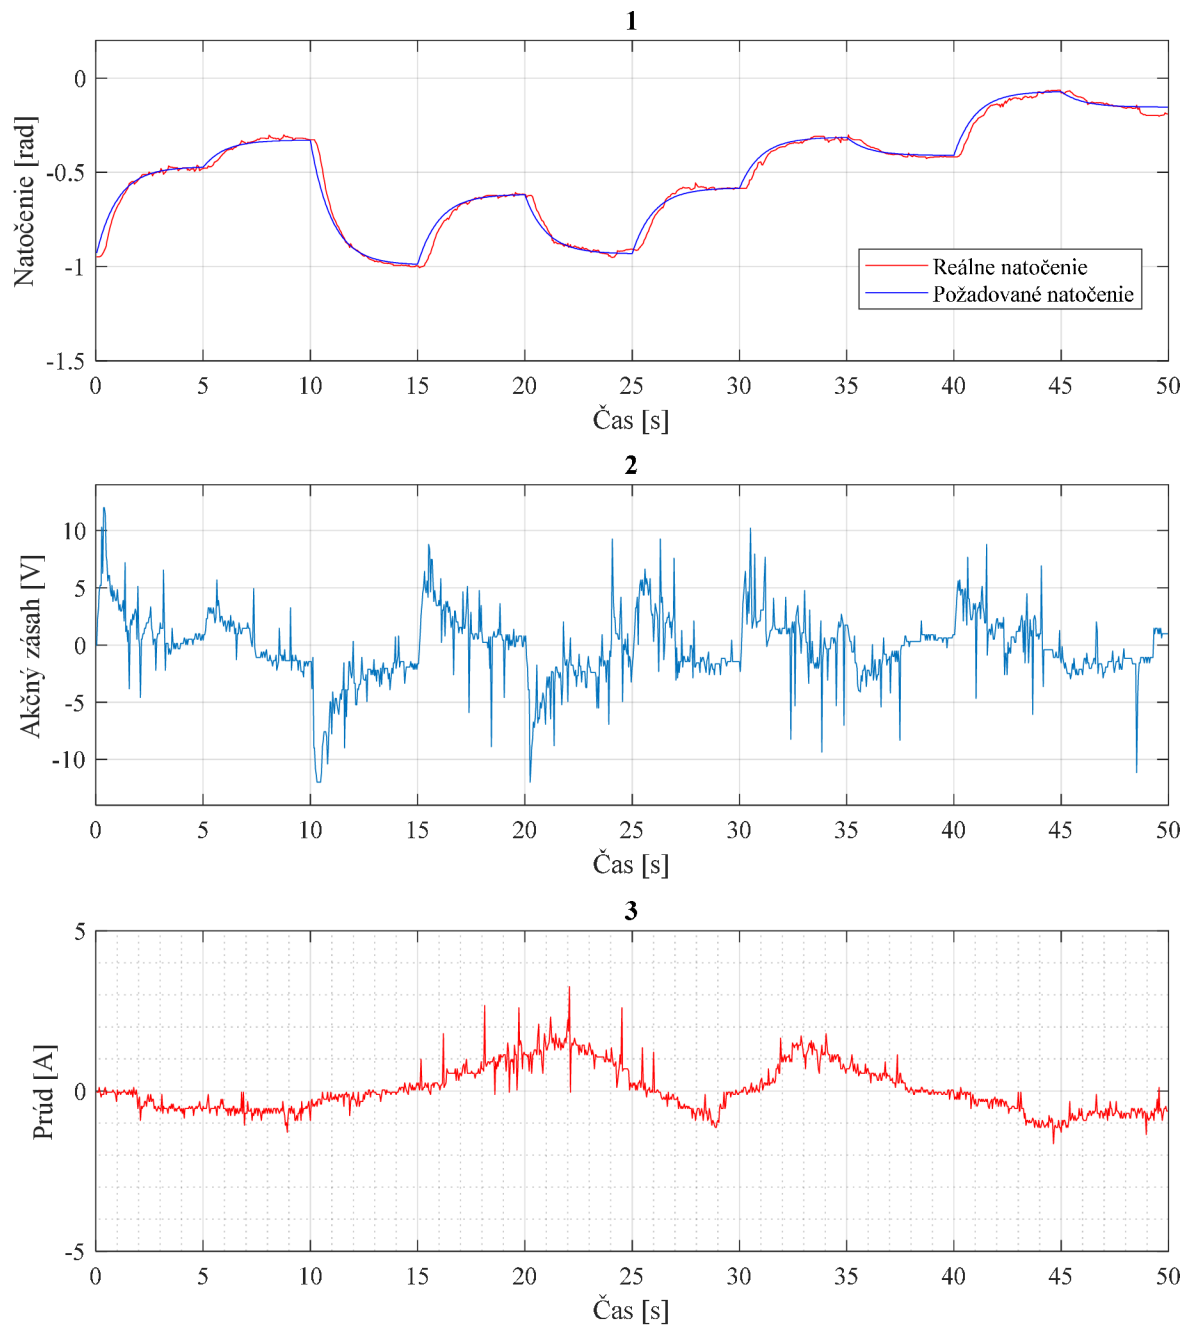 1
Natočenie [rad]
0
-0.5
-1
-1.5
Reálne natočenie
Požadované natočenie
0 5 10 15 20 25 30 35 40 45 50
Čas [s]
2
Akčný zásah [V]
10
5
0
-5
-10
0 5 10 15 20 25 30 35 40 45 50
Čas [s]
3
Prúd [A]
5
0
-5
0 5 10 15 20 25 30 35 40 45 50
Čas [s]